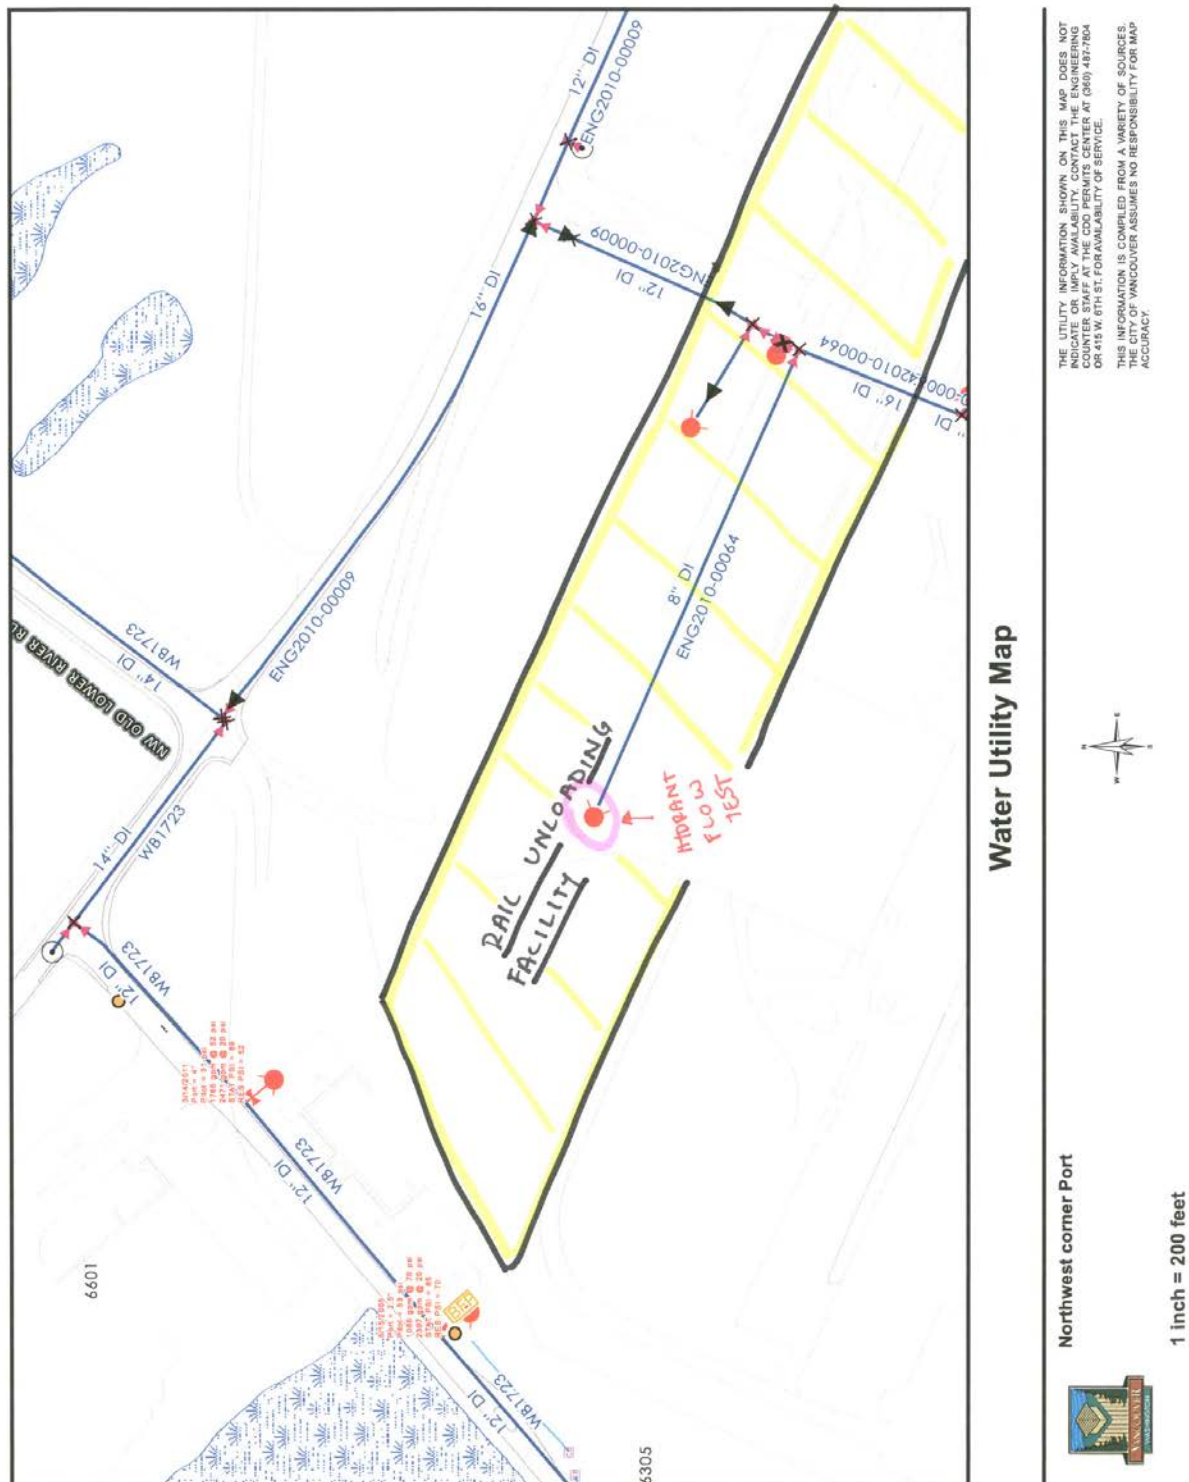 Water Utility Map
THE UTILITY INFORMATION SHOWN ON THIS MAP DOES NOT
INDICATE OR IMPLY AVAILABILITY. CONTACT THE ENGINEERING
COUNTER STAFF AT THE CDD PERMITS CENTER AT (360) 487-7804
OR 415 W. 6TH ST. FOR AVAILABILITY OF SERVICE.
THIS INFORMATION IS COMPILED FROM A VARIETY OF SOURCES.
THE CITY OF VANCOUVER ASSUMES NO RESPONSIBILITY FOR MAP
ACCURACY.
Northwest corner Port
1 inch = 200 feet
VANCOUVER
WASHINGTON
N
W
E
S
12" DI
ENG2010-00009
16" DI
ENG2010-00009
12" DI
ENG2010-00009
14" DI
WB1723
NW OLD LOWER RIVER RD
14" DI
WB1723
12" DI
WB1723
12" DI
WB1723
12" DI
WB1723
16" DI
8" DI
ENG2010-00064
RAIL UNLOADING
FACILITY
HYDRANT
FLOW
TEST
6601
6305
BFP